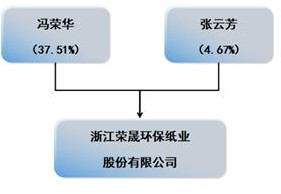 冯荣华
(37.51%)
张云芳
(4.67%)
浙江荣晟环保纸业
股份有限公司